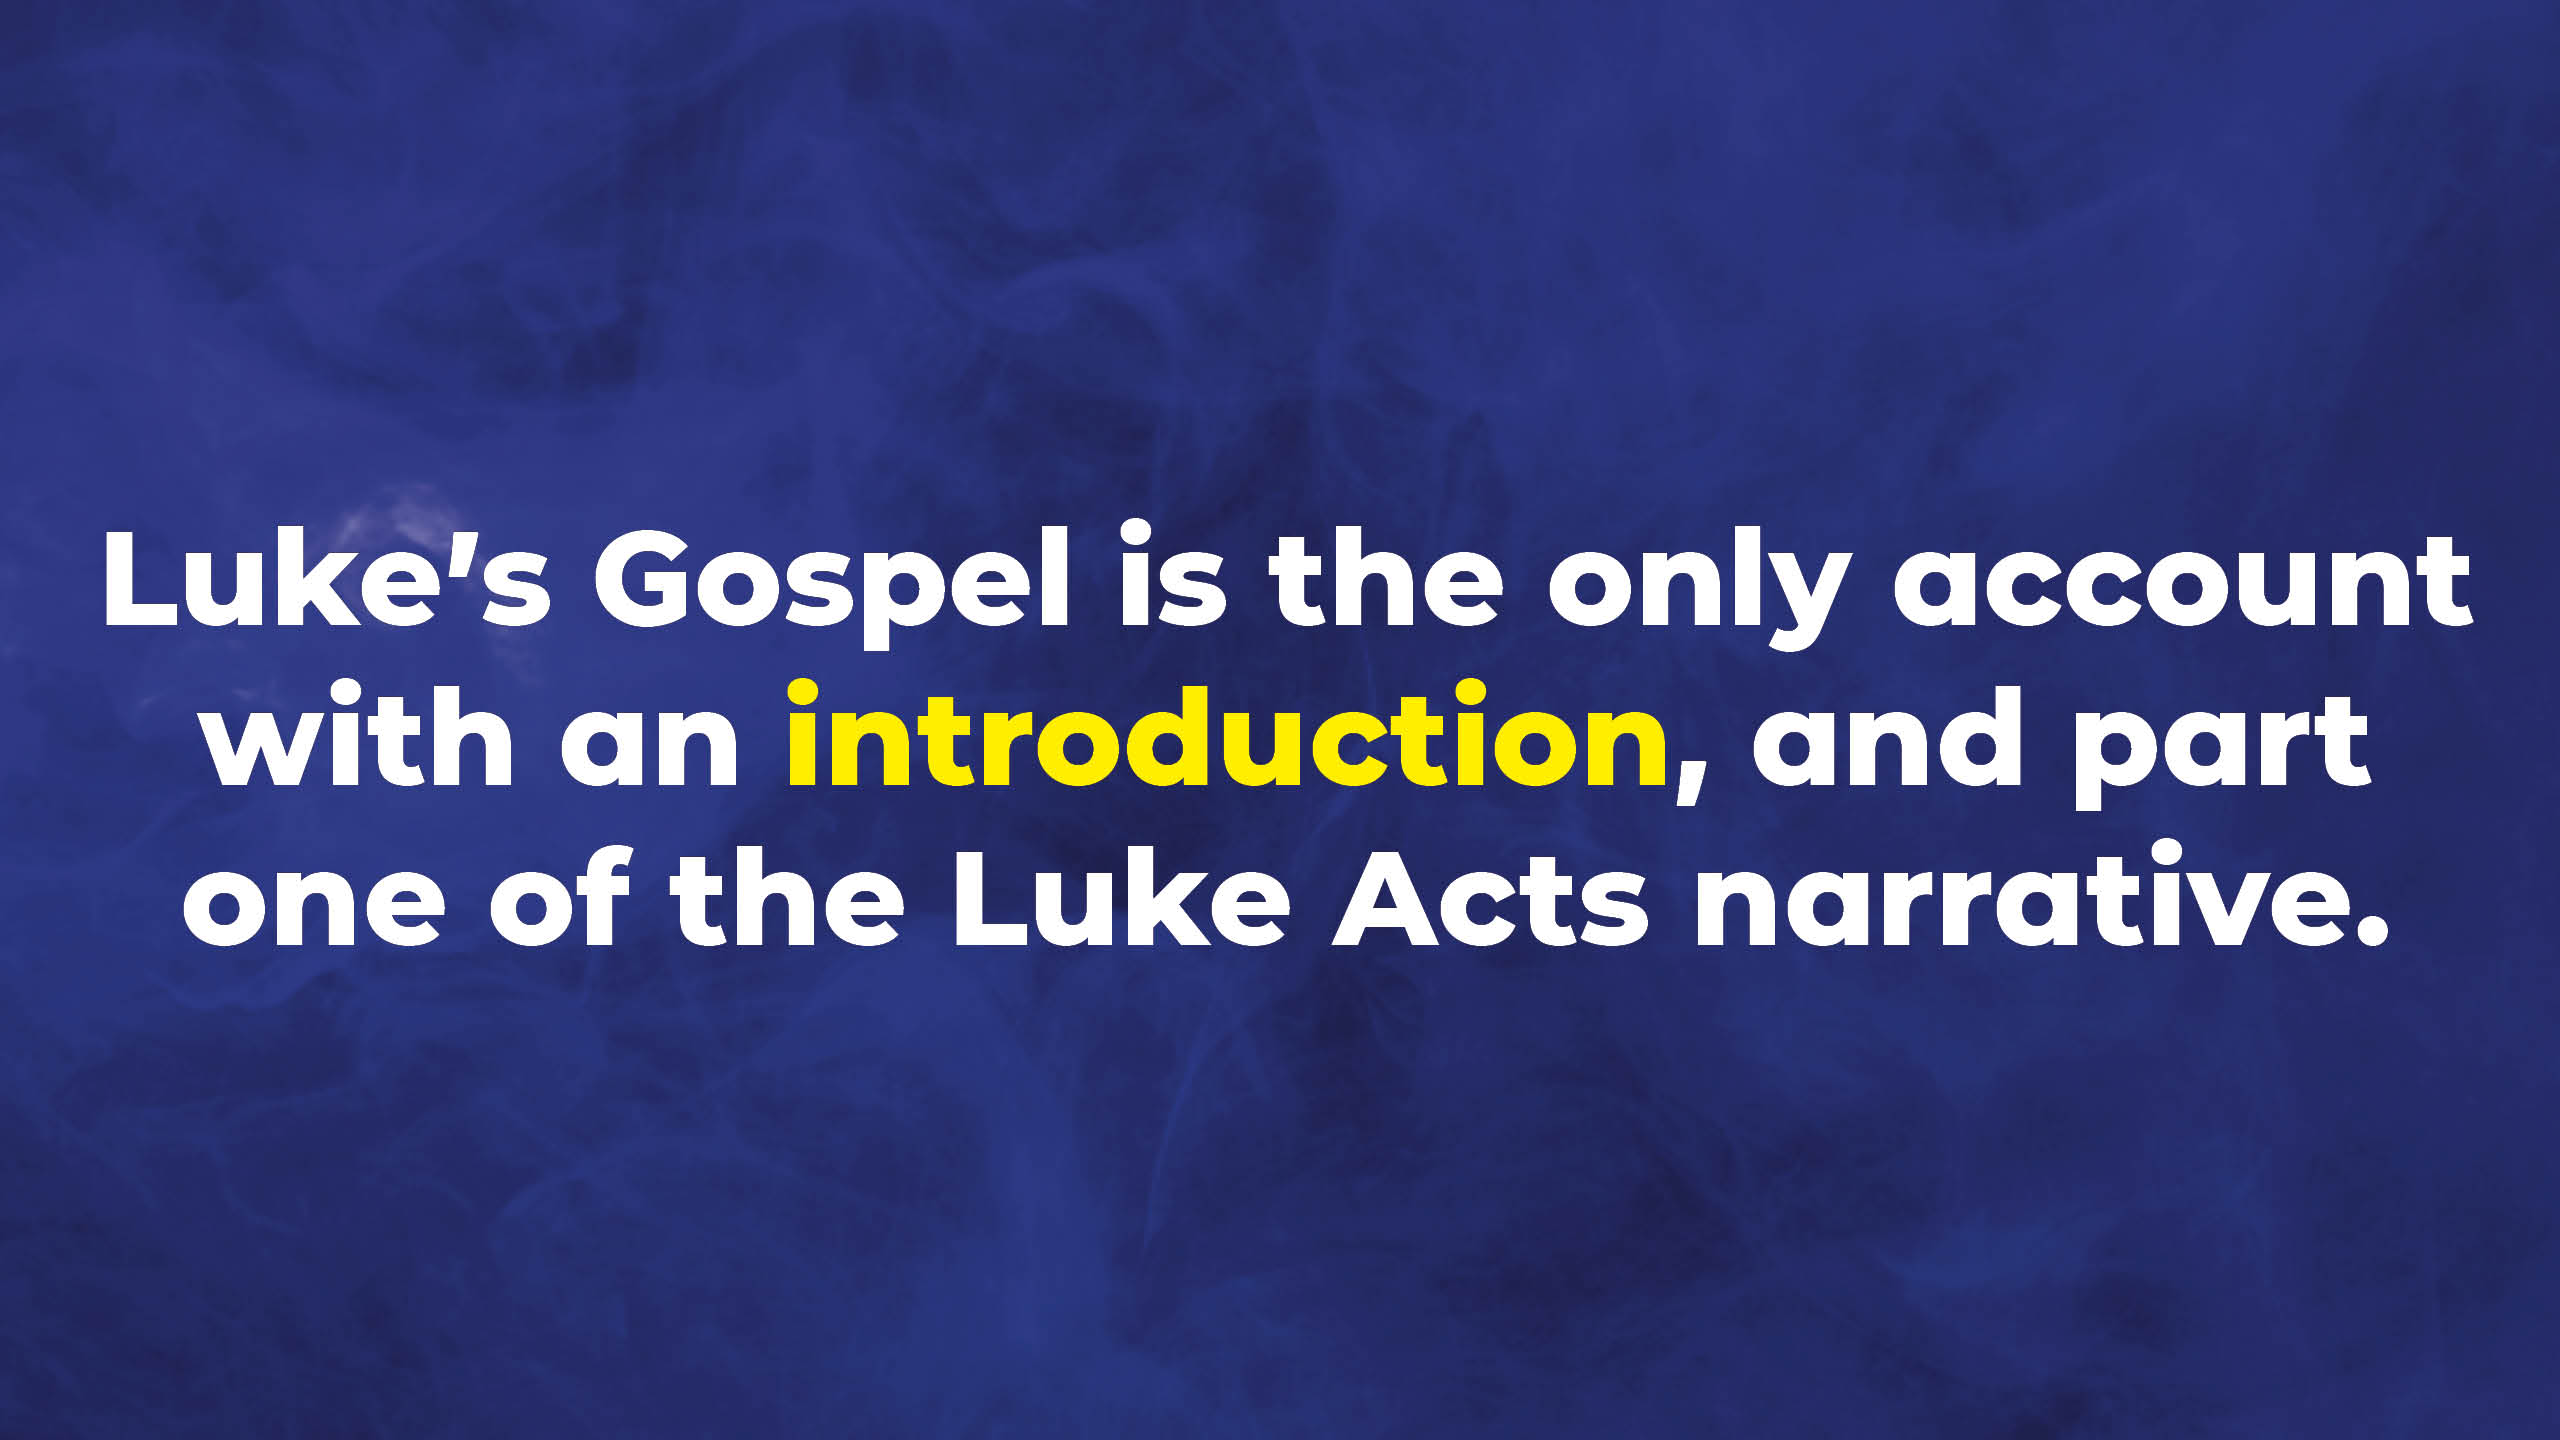 Luke's Gospel is the only account
with an introduction, and part
one of the Luke Acts narrative.